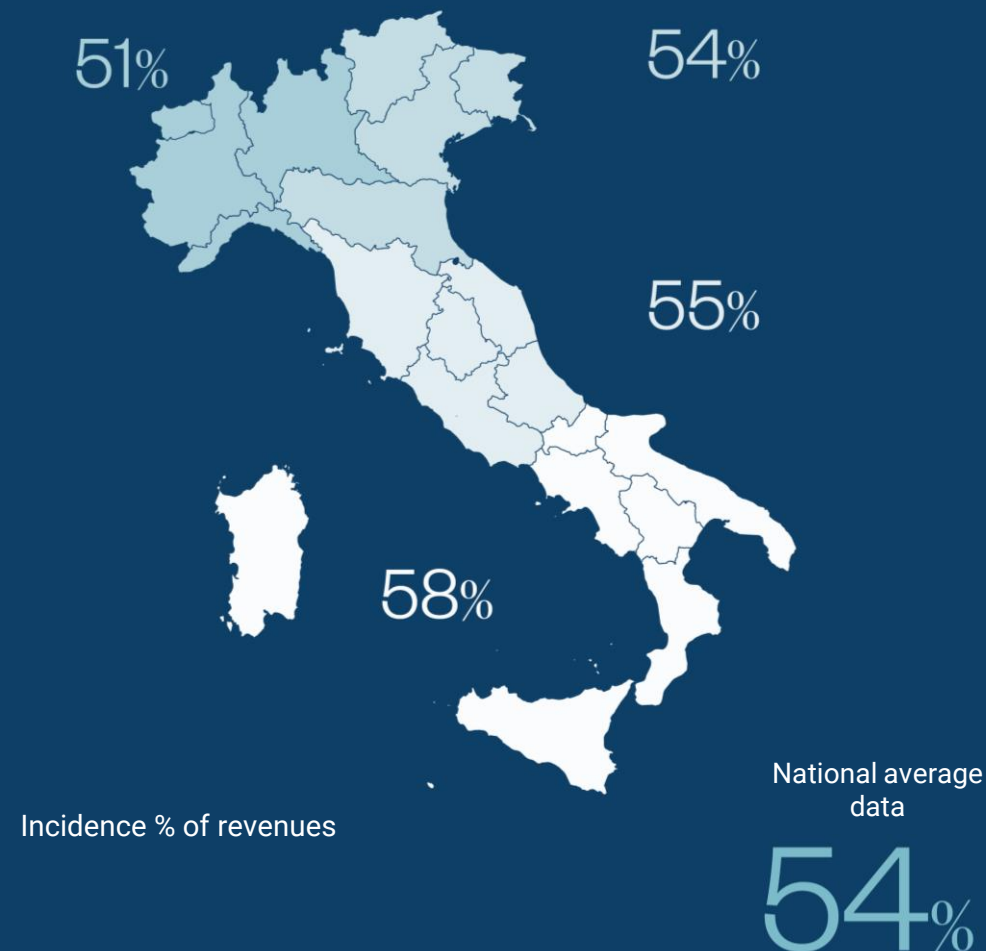 51%
54%
55%
58%
National average
data
Incidence % of revenues
54%